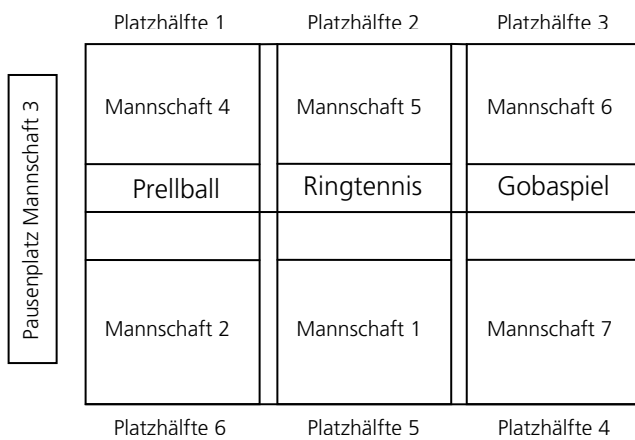 Platzhälfte 1
Platzhälfte 2
Platzhälfte 3
Pausenplatz Mannschaft 3
Mannschaft 4
Mannschaft 5
Mannschaft 6
Prellball
Ringtennis
Gobaspiel
Mannschaft 2
Mannschaft 1
Mannschaft 7
Platzhälfte 6
Platzhälfte 5
Platzhälfte 4